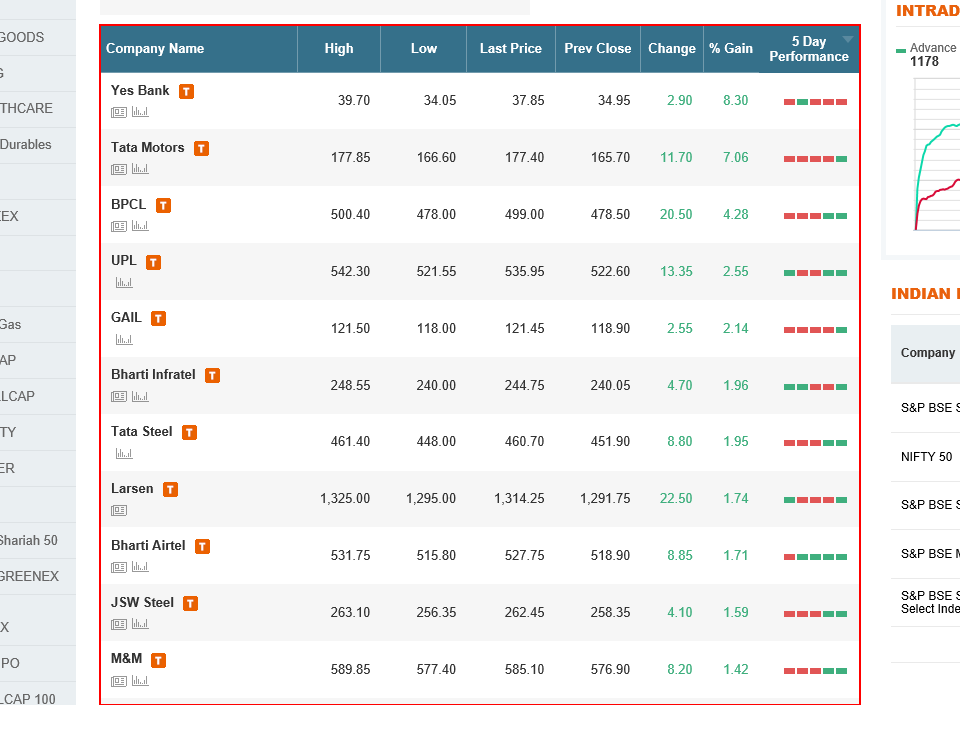 GOODS
G
THCARE
Durables
EX
Gas
AP
LCAP
TY
ER
Shariah 50
GREENEX
X
PO
LCAP 100
Company Name High Low Last Price Prev Close Change % Gain 5 Day Performance
Yes Bank T 39.70 34.05 37.85 34.95 2.90 8.30
Tata Motors T 177.85 166.60 177.40 165.70 11.70 7.06
BPCL T 500.40 478.00 499.00 478.50 20.50 4.28
UPL T 542.30 521.55 535.95 522.60 13.35 2.55
GAIL T 121.50 118.00 121.45 118.90 2.55 2.14
Bharti Infratel T 248.55 240.00 244.75 240.05 4.70 1.96
Tata Steel T 461.40 448.00 460.70 451.90 8.80 1.95
Larsen T 1,325.00 1,295.00 1,314.25 1,291.75 22.50 1.74
Bharti Airtel T 531.75 515.80 527.75 518.90 8.85 1.71
JSW Steel T 263.10 256.35 262.45 258.35 4.10 1.59
M&M T 589.85 577.40 585.10 576.90 8.20 1.42
INTRAD
Advance
1178
INDIAN
Company
S&P BSE S
NIFTY 50
S&P BSE S
S&P BSE M
S&P BSE S
Select Inde